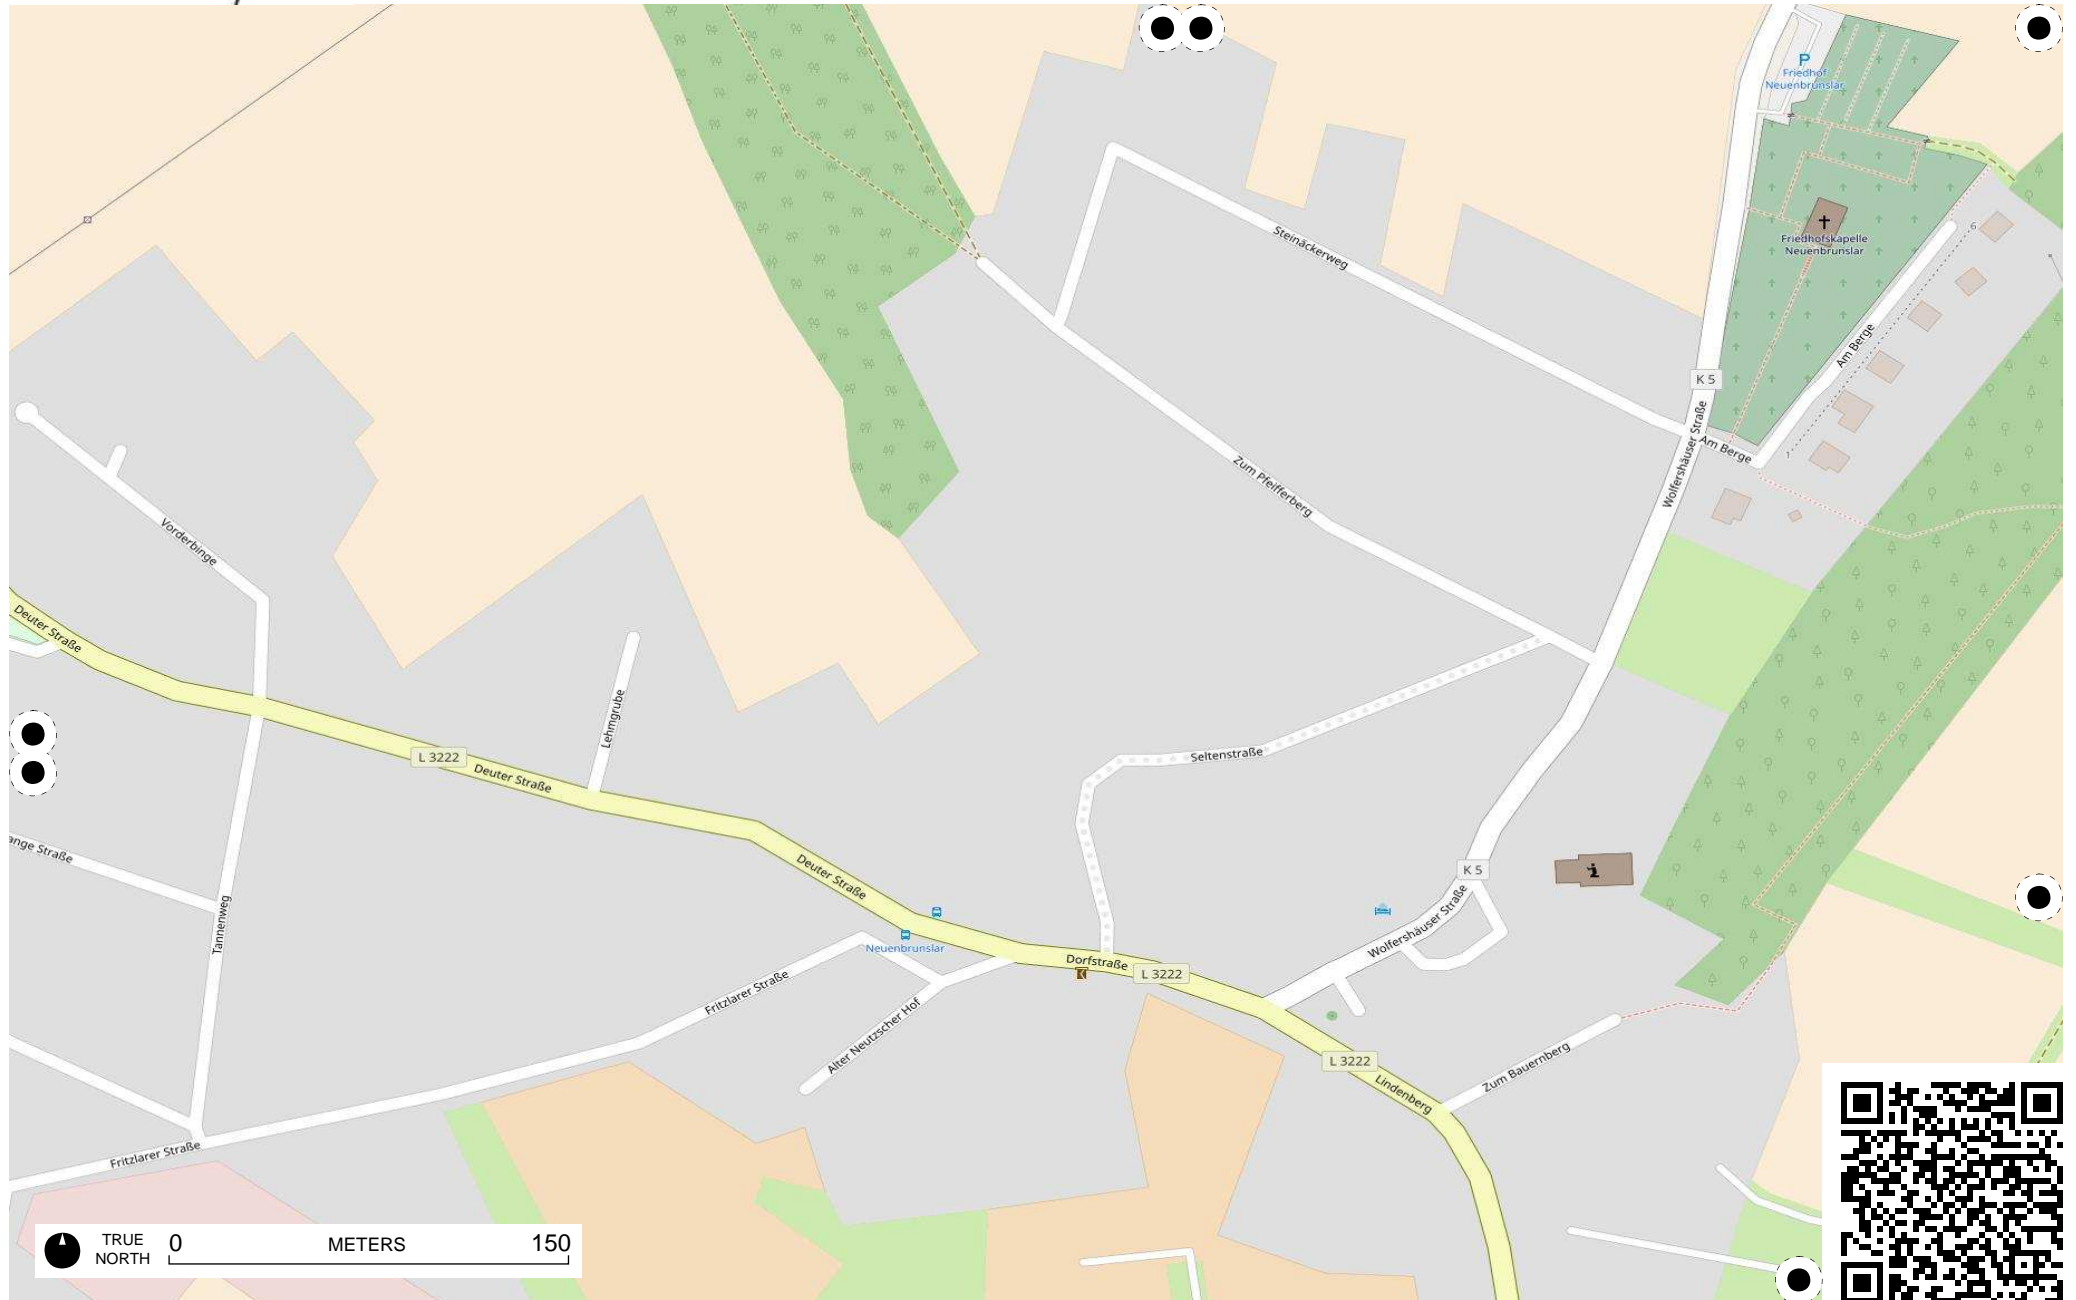 P
Friedhof
Neuenbrunslar
Steinäckerweg
6
Friedhofskapelle
Neuenbrunslar
Am Berge
K 5
Wolfershäuser Straße
Am Berge
1
Zum Pfeifferberg
Vorderbinge
Deuter Straße
Lehmgrube
Seltenstraße
L 3222
Deuter Straße
ange Straße
Deuter Straße
K 5
Tannenweg
Wolfershäuser Straße
Neuenbrunslar
Dorfstraße
L 3222
Fritzlarer Straße
Alter Neutzscher Hof
L 3222
Zum Bauernberg
Lindenberg
Fritzlarer Straße
TRUE
NORTH
0
METERS
150